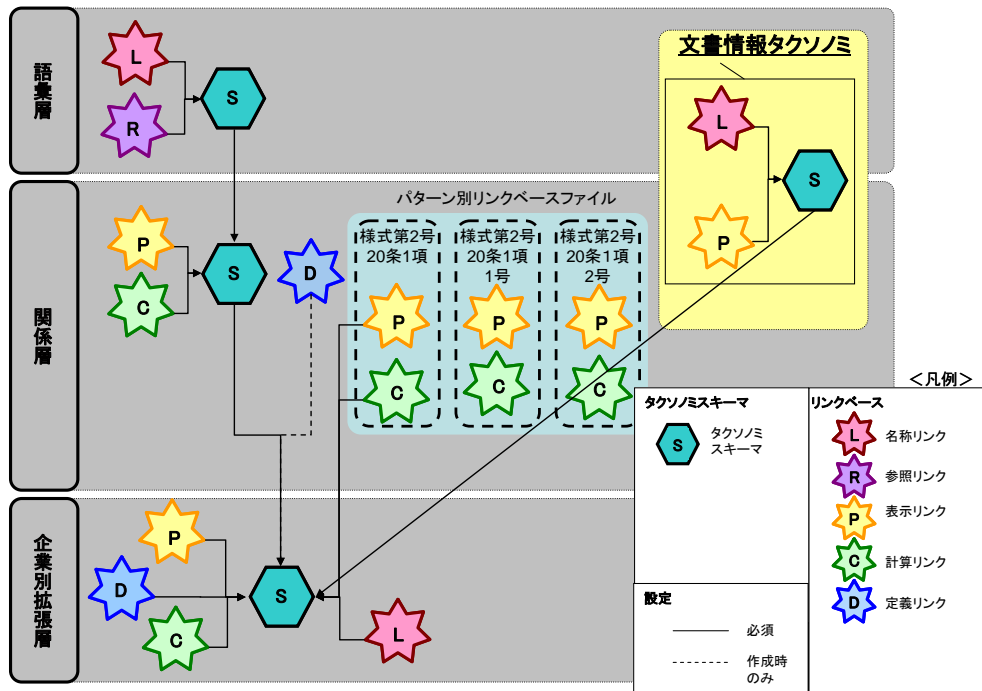 語彙層
L
R
S
文書情報タクソノミ
L
P
S
関係層
P
C
S
D
パターン別リンクベースファイル
様式第2号
20条1項
P
C
様式第2号
20条1項
1号
P
C
様式第2号
20条1項
2号
P
C
企業別拡張層
P
D
C
S
L
<凡例>
タクソノミスキーマ
S
タクソノミ
スキーマ
設定
必須
作成時
のみ
リンクベース
L
名称リンク
R
参照リンク
P
表示リンク
C
計算リンク
D
定義リンク